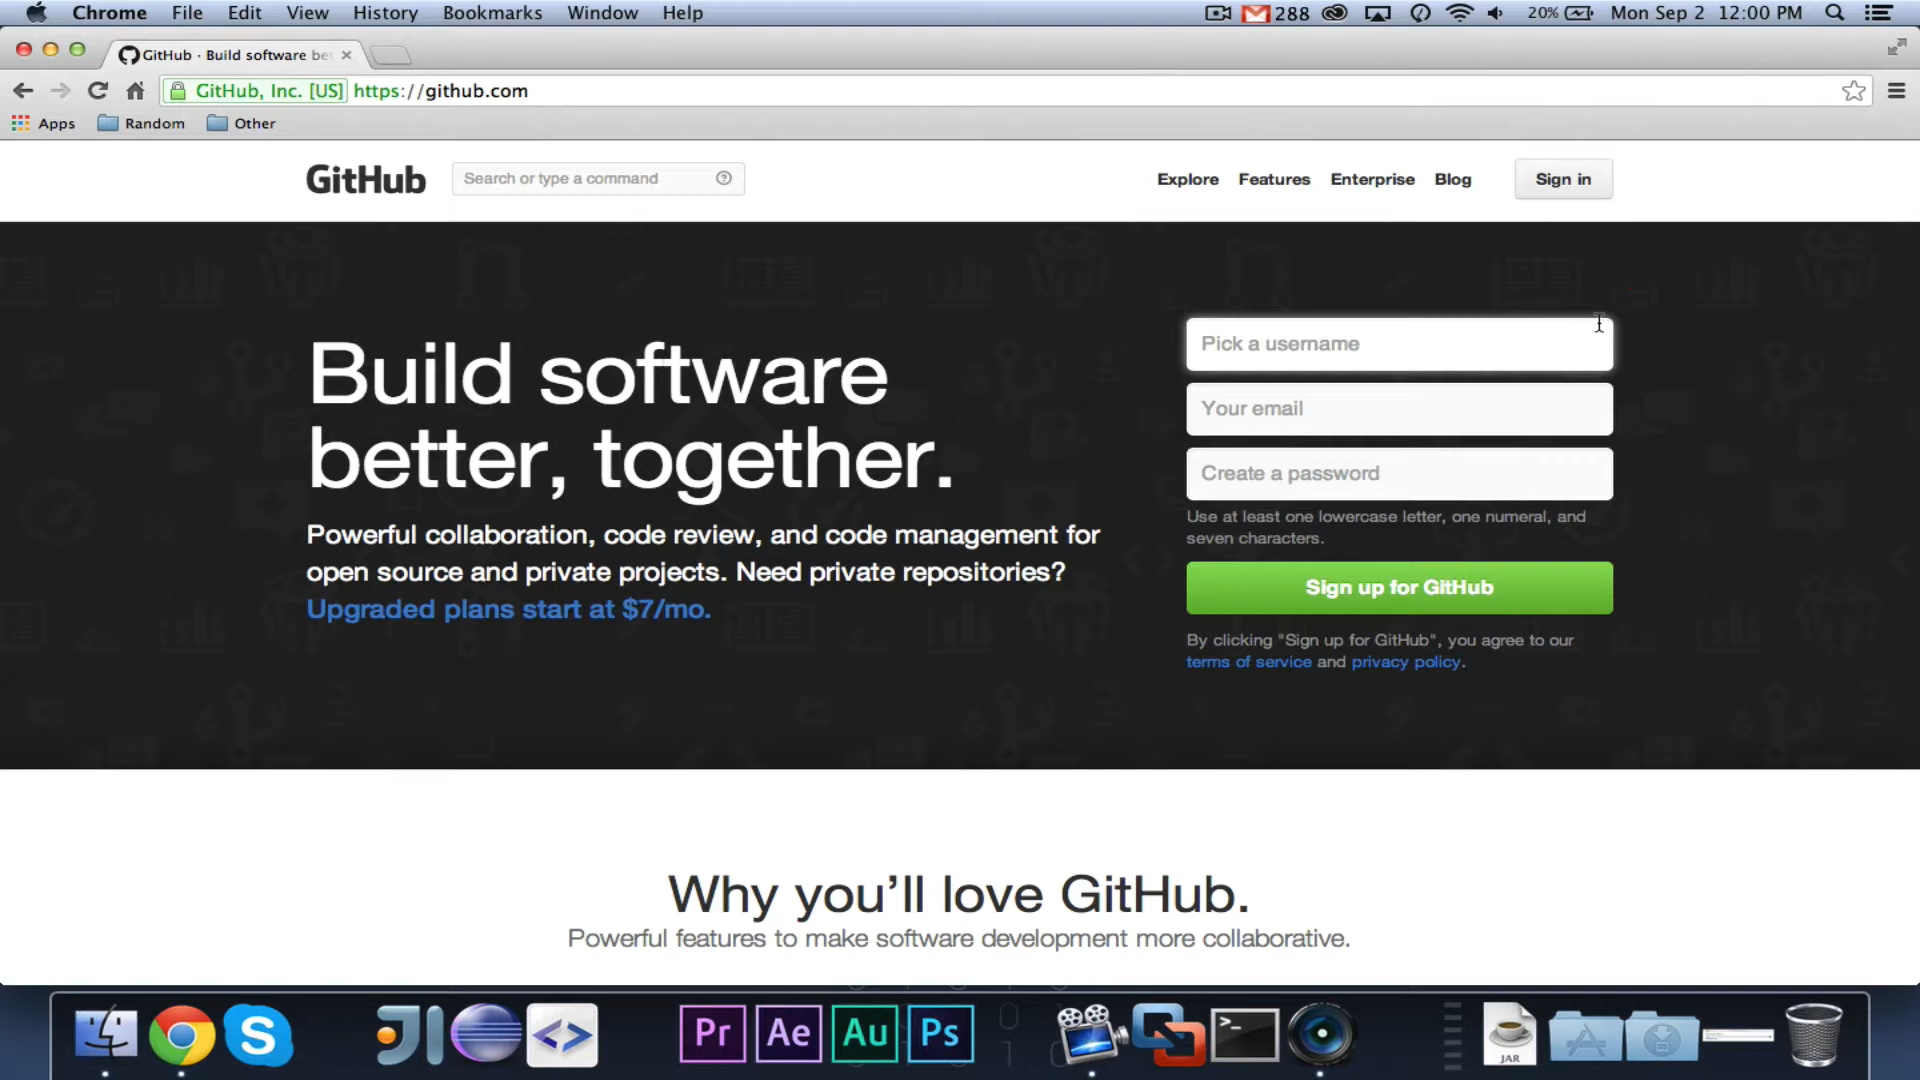 Chrome File Edit View History Bookmarks Window Help 288 20% Mon Sep 2 12:00 PM
GitHub · Build software be
GitHub, Inc. [US] https://github.com
Apps Random Other
GitHub Search or type a command Explore Features Enterprise Blog Sign in
Pick a username
Your email
Create a password
Use at least one lowercase letter, one numeral, and
seven characters.
Sign up for GitHub
By clicking "Sign up for GitHub", you agree to our
terms of service and privacy policy.
Build software
better, together.
Powerful collaboration, code review, and code management for
open source and private projects. Need private repositories?
Upgraded plans start at $7/mo.
Why you’ll love GitHub.
Powerful features to make software development more collaborative.
Pr Ae Au Ps
JAR